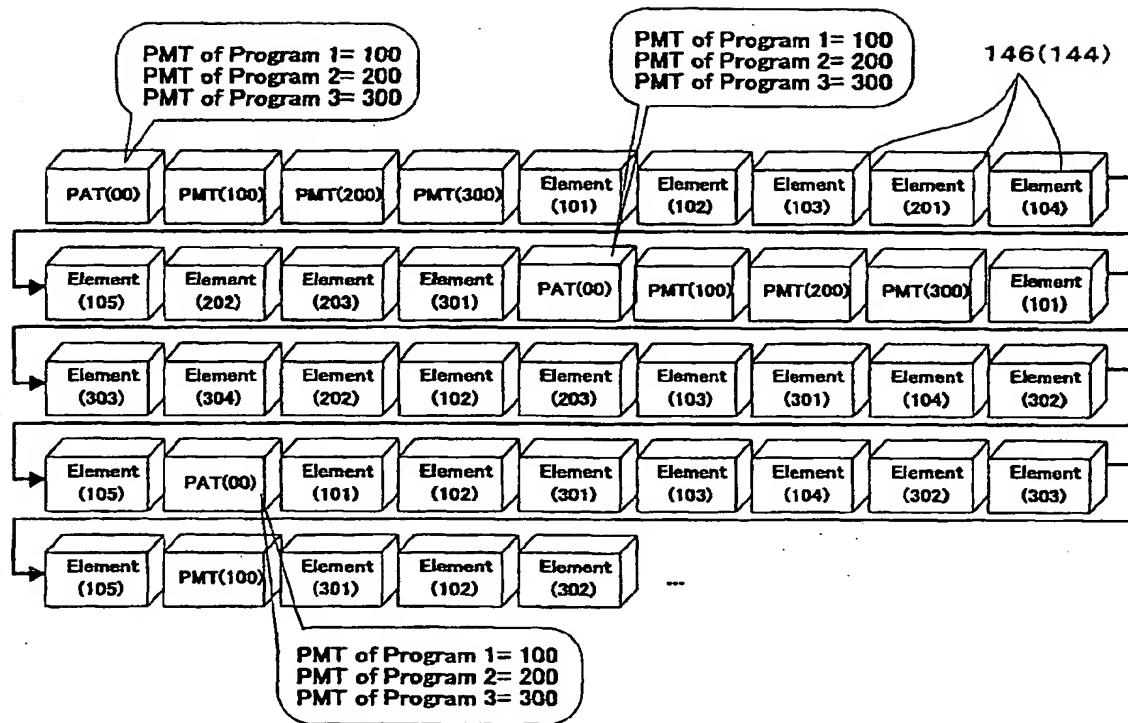 PMT of Program 1= 100
PMT of Program 2= 200
PMT of Program 3= 300
PMT of Program 1= 100
PMT of Program 2= 200
PMT of Program 3= 300
146(144)
PAT(00) PMT(100) PMT(200) PMT(300) Element (101) Element (102) Element (103) Element (201) Element (104)
Element (105) Element (202) Element (203) Element (301) PAT(00) PMT(100) PMT(200) PMT(300) Element (101)
Element (303) Element (304) Element (202) Element (102) Element (203) Element (103) Element (301) Element (104) Element (302)
Element (105) PAT(00) Element (101) Element (102) Element (301) Element (103) Element (104) Element (302) Element (303)
Element (105) PMT(100) Element (301) Element (102) Element (302) ...
PMT of Program 1= 100
PMT of Program 2= 200
PMT of Program 3= 300